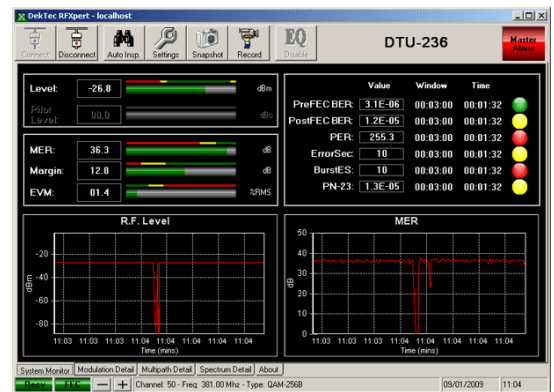 DekTec RFXpert - localhost
Connect Disconnect Auto Insp. Settings Snapshot Record EQ Disable DTU-236 Master Alarm
Level: -26.8 dBm
Pilot Level: 00.0 dBc
MER: 36.3 dB
Margin: 12.8 dB
EVM: 01.4 %RMS
Value Window Time
PreFEC BER: 3.1E-06 00:03:00 00:01:32
PostFEC BER: 1.2E-05 00:03:00 00:01:32
PER: 255.3 00:03:00 00:01:32
ErrorSec: 10 00:03:00 00:01:32
BurstES: 10 00:03:00 00:01:32
PN-23: 1.3E-05 00:03:00 00:01:32
R.F. Level
-20
-40
-60
-80
dBm
11:03 11:03 11:04 11:04 11:04 11:04
Time (mins)
MER
50
40
30
20
10
0
dB
11:03 11:03 11:04 11:04 11:04 11:04
Time (mins)
System Monitor Modulation Detail Multipath Detail Spectrum Detail About
Recv FEC Channel: 50 - Freq: 381.00 Mhz - Type: QAM-256B 09/01/2009 11:04